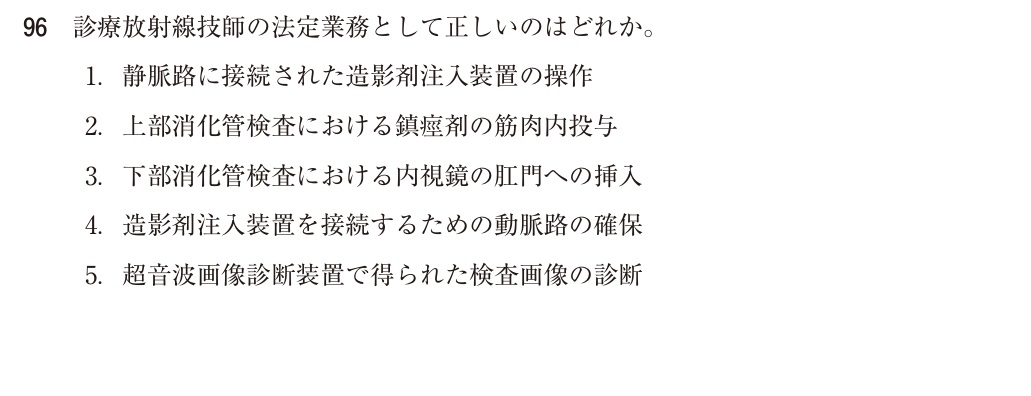 96 診療放射線技師の法定業務として正しいのはどれか。
1. 静脈路に接続された造影剤注入装置の操作
2. 上部消化管検査における鎮痙剤の筋肉内投与
3. 下部消化管検査における内視鏡の肛門への挿入
4. 造影剤注入装置を接続するための動脈路の確保
5. 超音波画像診断装置で得られた検査画像の診断